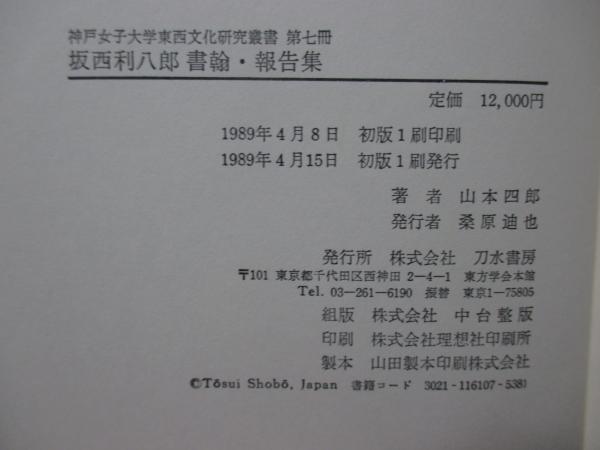 神戸女子大学東西文化研究叢書 第七冊
坂西利八郎 書翰・報告集
定価 12,000円
1989年4月8日 初版1刷印刷
1989年4月15日 初版1刷発行
著者 山本四郎
発行者 桑原迪也
発行所 株式会社 刀水書房
〒101 東京都千代田区西神田 2―4―1 東方学会本館
Tel. 03―261―6190 振替 東京1―75805
組版 株式会社 中台整版
印刷 株式会社理想社印刷所
製本 山田製本印刷株式会社
©Tōsui Shobō, Japan 書籍コード 3021-116107-5383